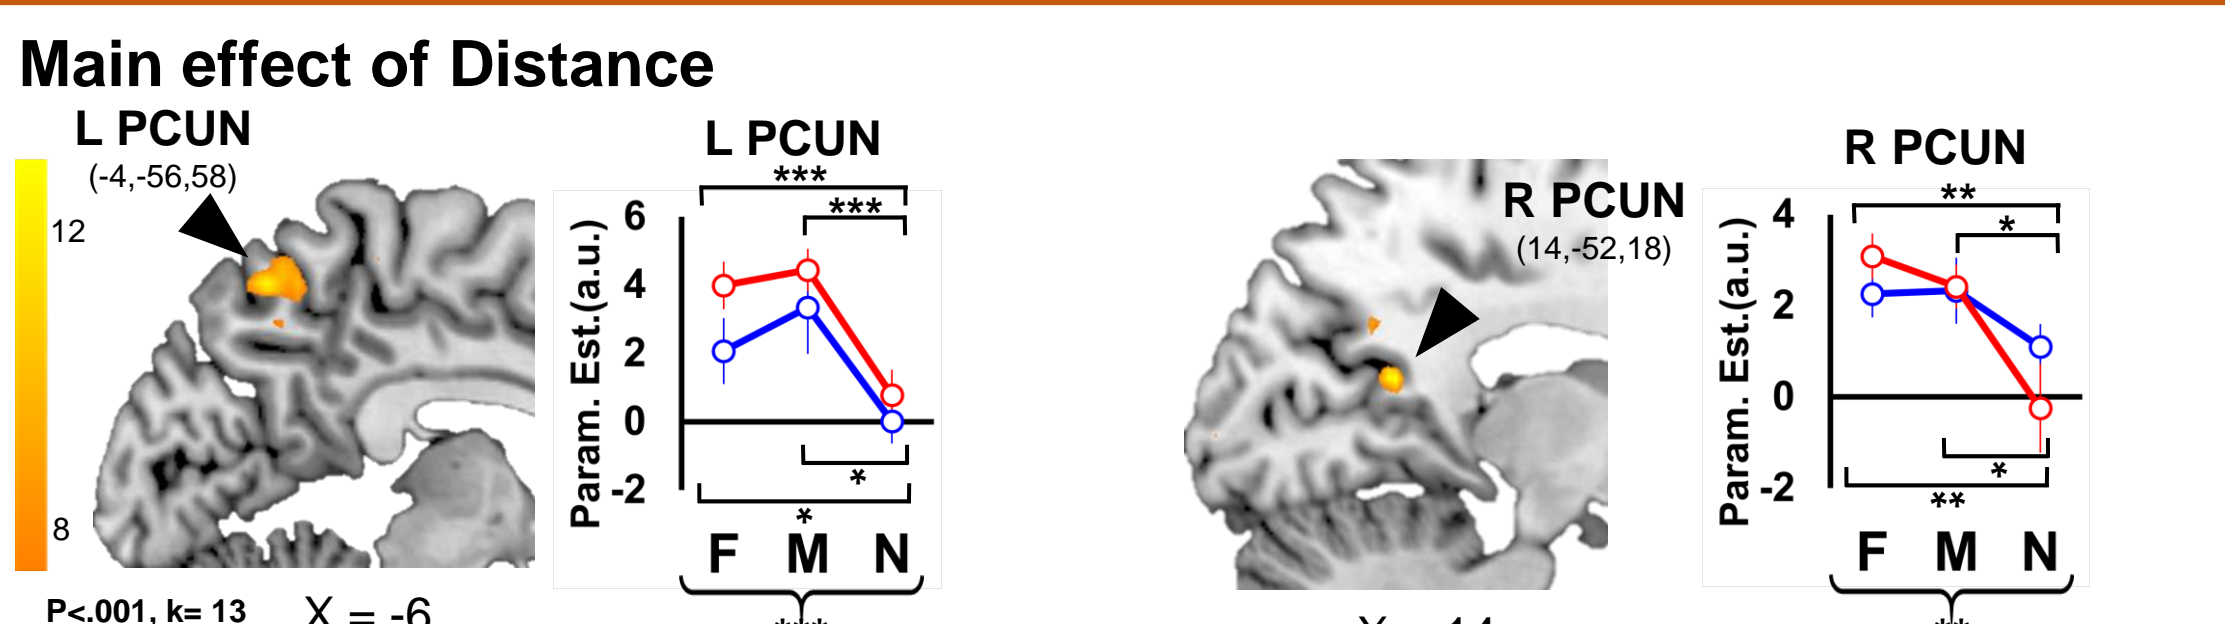 Main effect of Distance
L PCUN
(-4,-56,58)
12
8
P<.001, k= 13
X = -6
L PCUN
***
***
Param. Est.(a.u.)
6
4
2
0
-2
*
*
F M N
***
R PCUN
(14,-52,18)
R PCUN
**
*
Param. Est.(a.u.)
4
2
0
-2
*
**
F M N
**